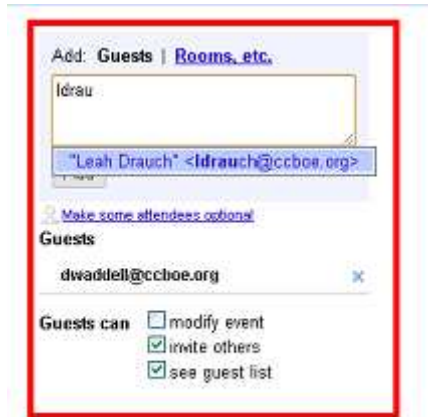 Add: Guests | Rooms, etc.
ldrau
"Leah Drauch" <ldrauch@ccboe.org>
Add
Make some attendees optional
Guests
dwaddell@ccboe.org ×
Guests can modify event
invite others
see guest list